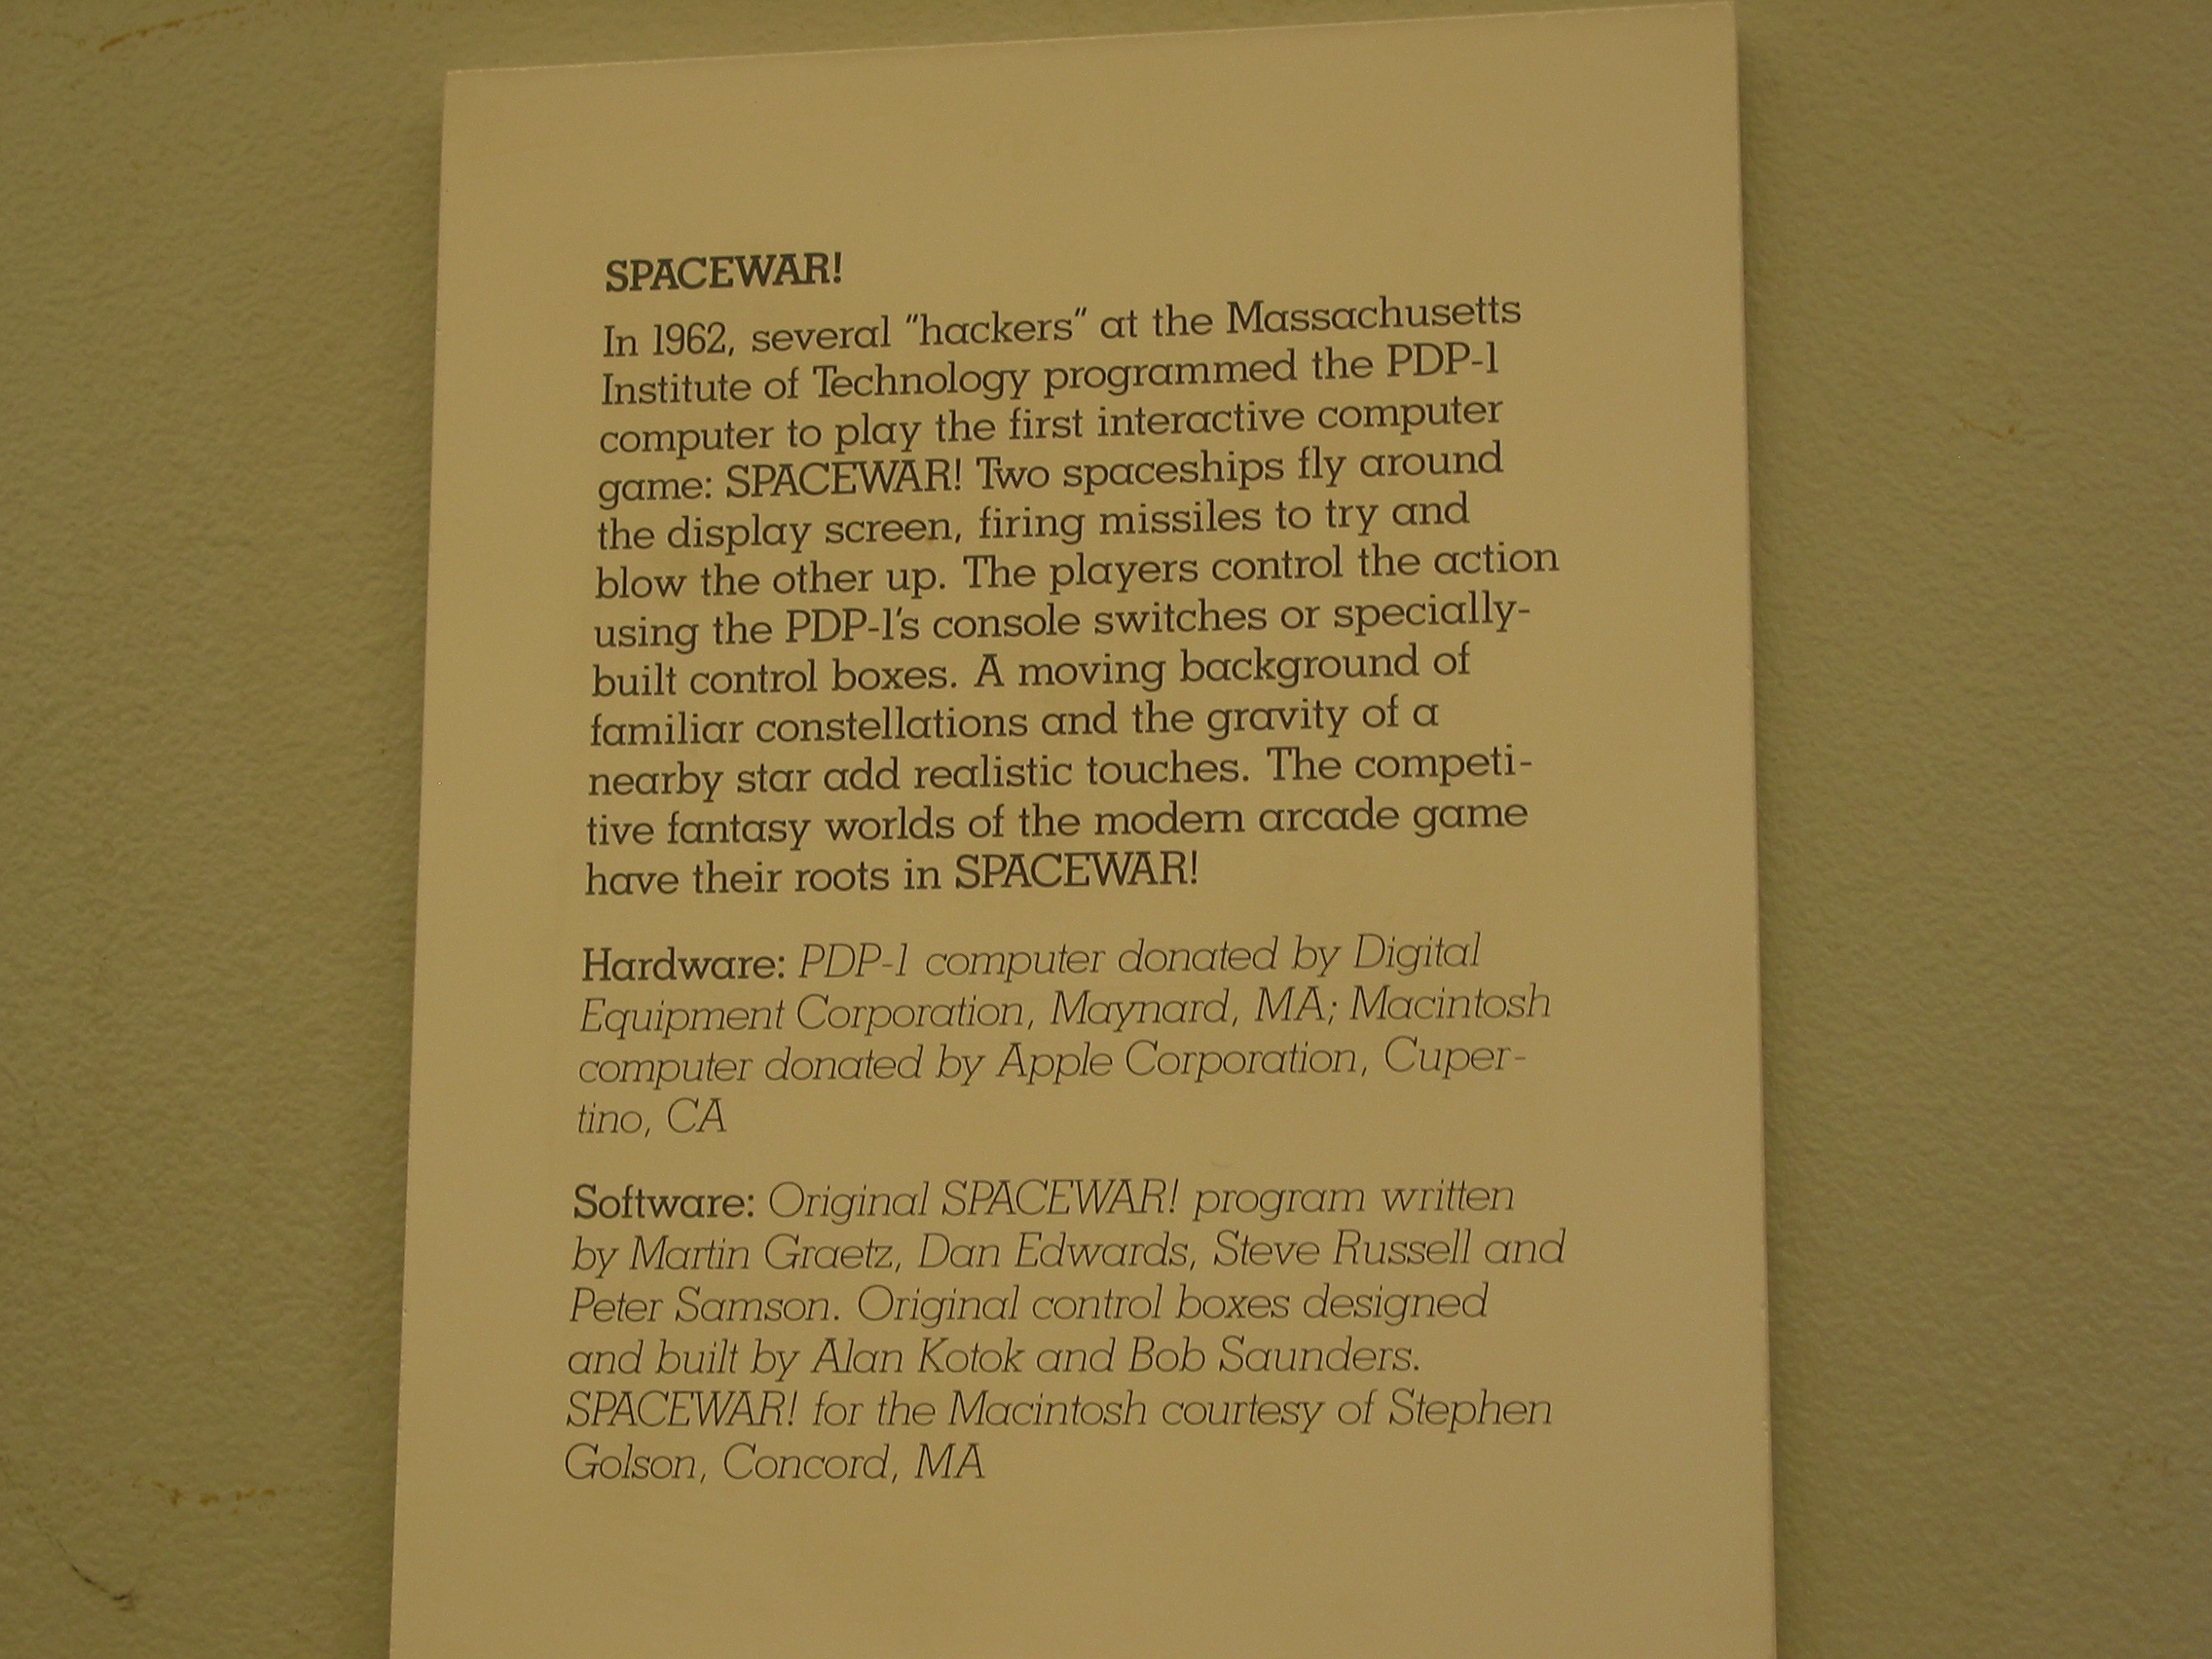 SPACEWAR!
In 1962, several "hackers" at the Massachusetts
Institute of Technology programmed the PDP-1
computer to play the first interactive computer
game: SPACEWAR! Two spaceships fly around
the display screen, firing missiles to try and
blow the other up. The players control the action
using the PDP-1's console switches or specially-
built control boxes. A moving background of
familiar constellations and the gravity of a
nearby star add realistic touches. The competi-
tive fantasy worlds of the modern arcade game
have their roots in SPACEWAR!
Hardware: PDP-1 computer donated by Digital
Equipment Corporation, Maynard, MA; Macintosh
computer donated by Apple Corporation, Cuper-
tino, CA
Software: Original SPACEWAR! program written
by Martin Graetz, Dan Edwards, Steve Russell and
Peter Samson. Original control boxes designed
and built by Alan Kotok and Bob Saunders.
SPACEWAR! for the Macintosh courtesy of Stephen
Golson, Concord, MA